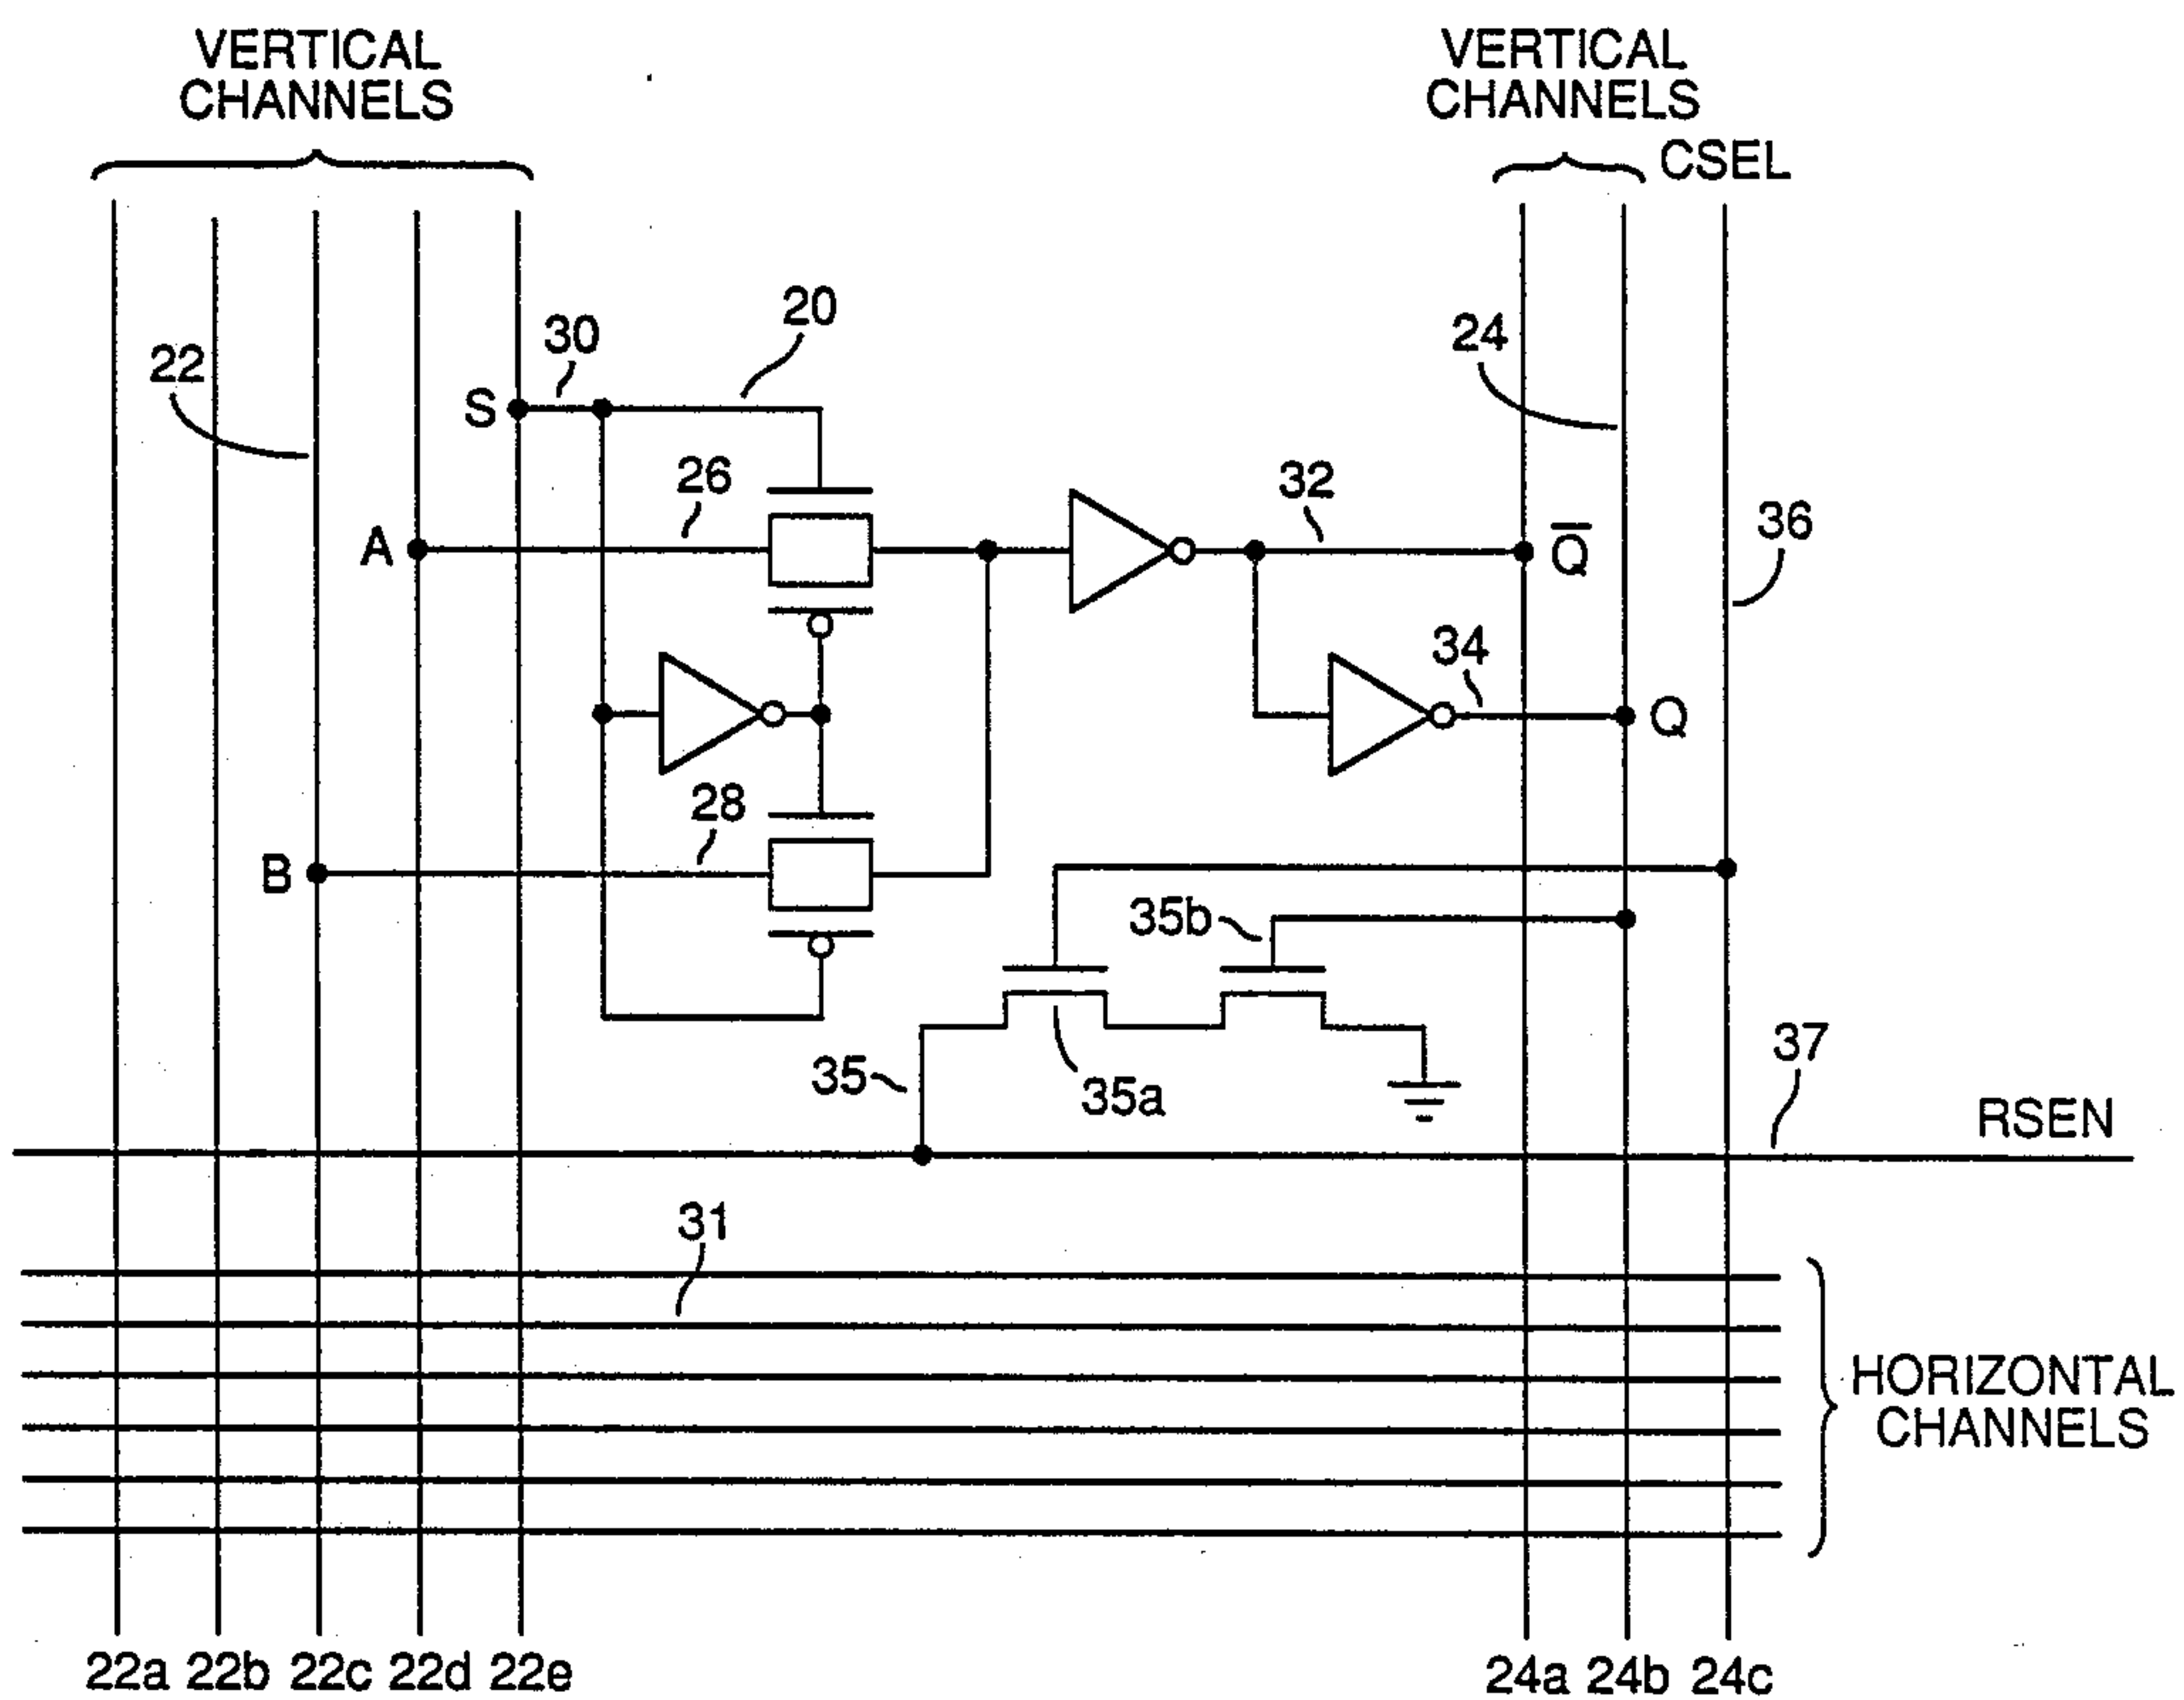 VERTICAL
CHANNELS
VERTICAL
CHANNELS
CSEL
20
30
22
24
S
26
32
36
A
Q̅
34
Q
28
B
35b
35
35a
37
RSEN
31
HORIZONTAL
CHANNELS
22a 22b 22c 22d 22e
24a 24b 24c